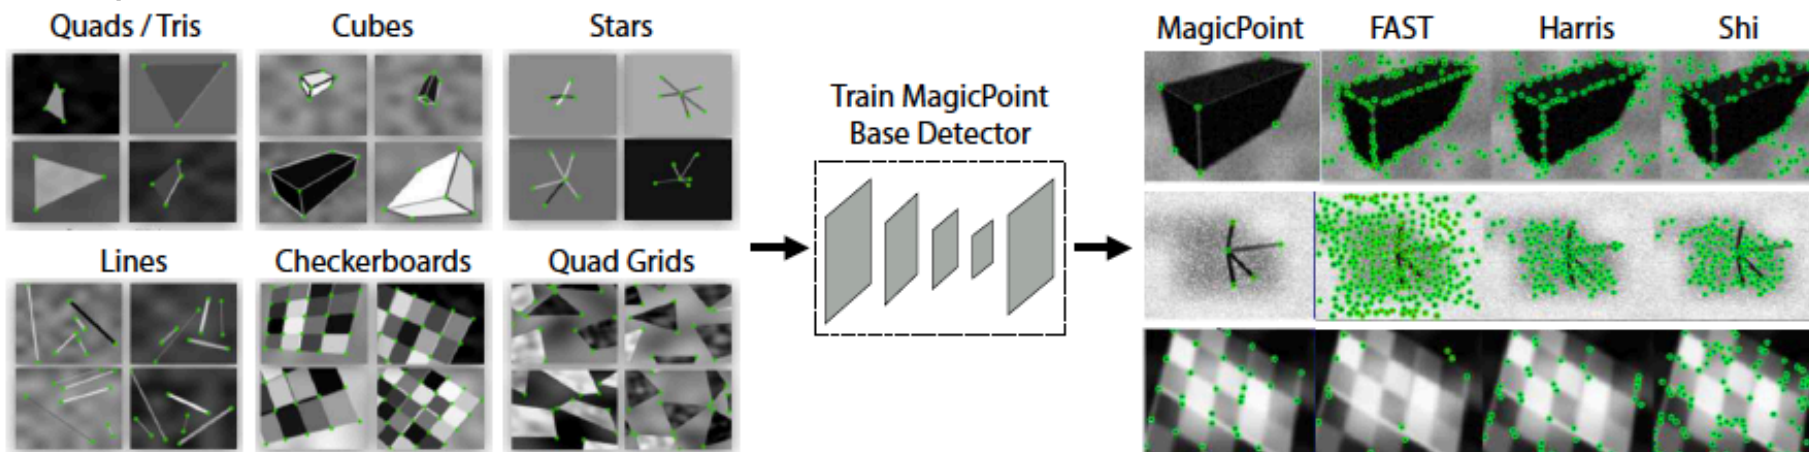 Quads / Tris
Cubes
Stars
Lines
Checkerboards
Quad Grids
Train MagicPoint
Base Detector
MagicPoint
FAST
Harris
Shi